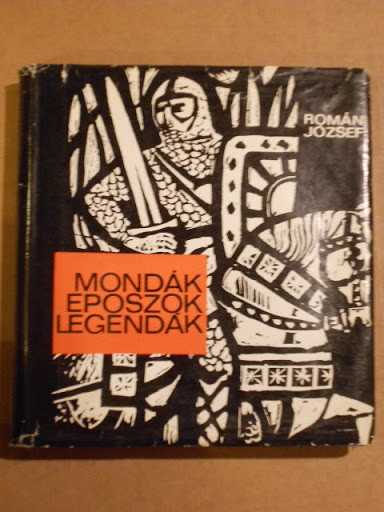 ROMÁN
JÓZSEF
MONDÁK
EPOSZOK
LEGENDÁK